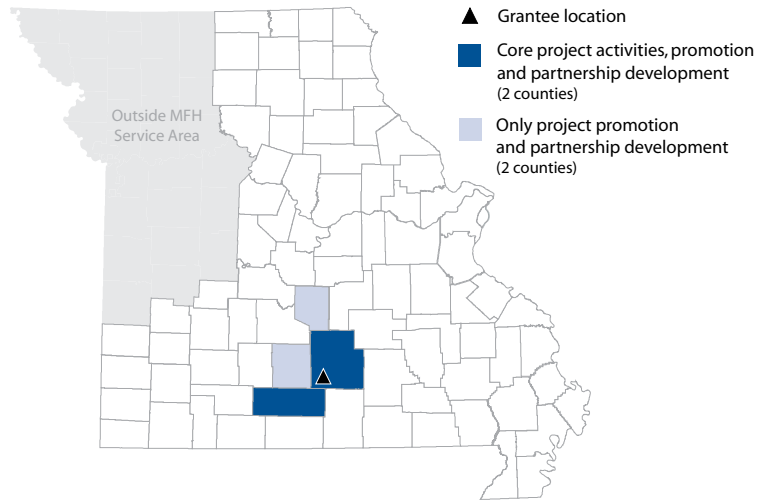 Grantee location
Core project activities, promotion
and partnership development
(2 counties)
Outside MFH
Service Area
Only project promotion
and partnership development
(2 counties)